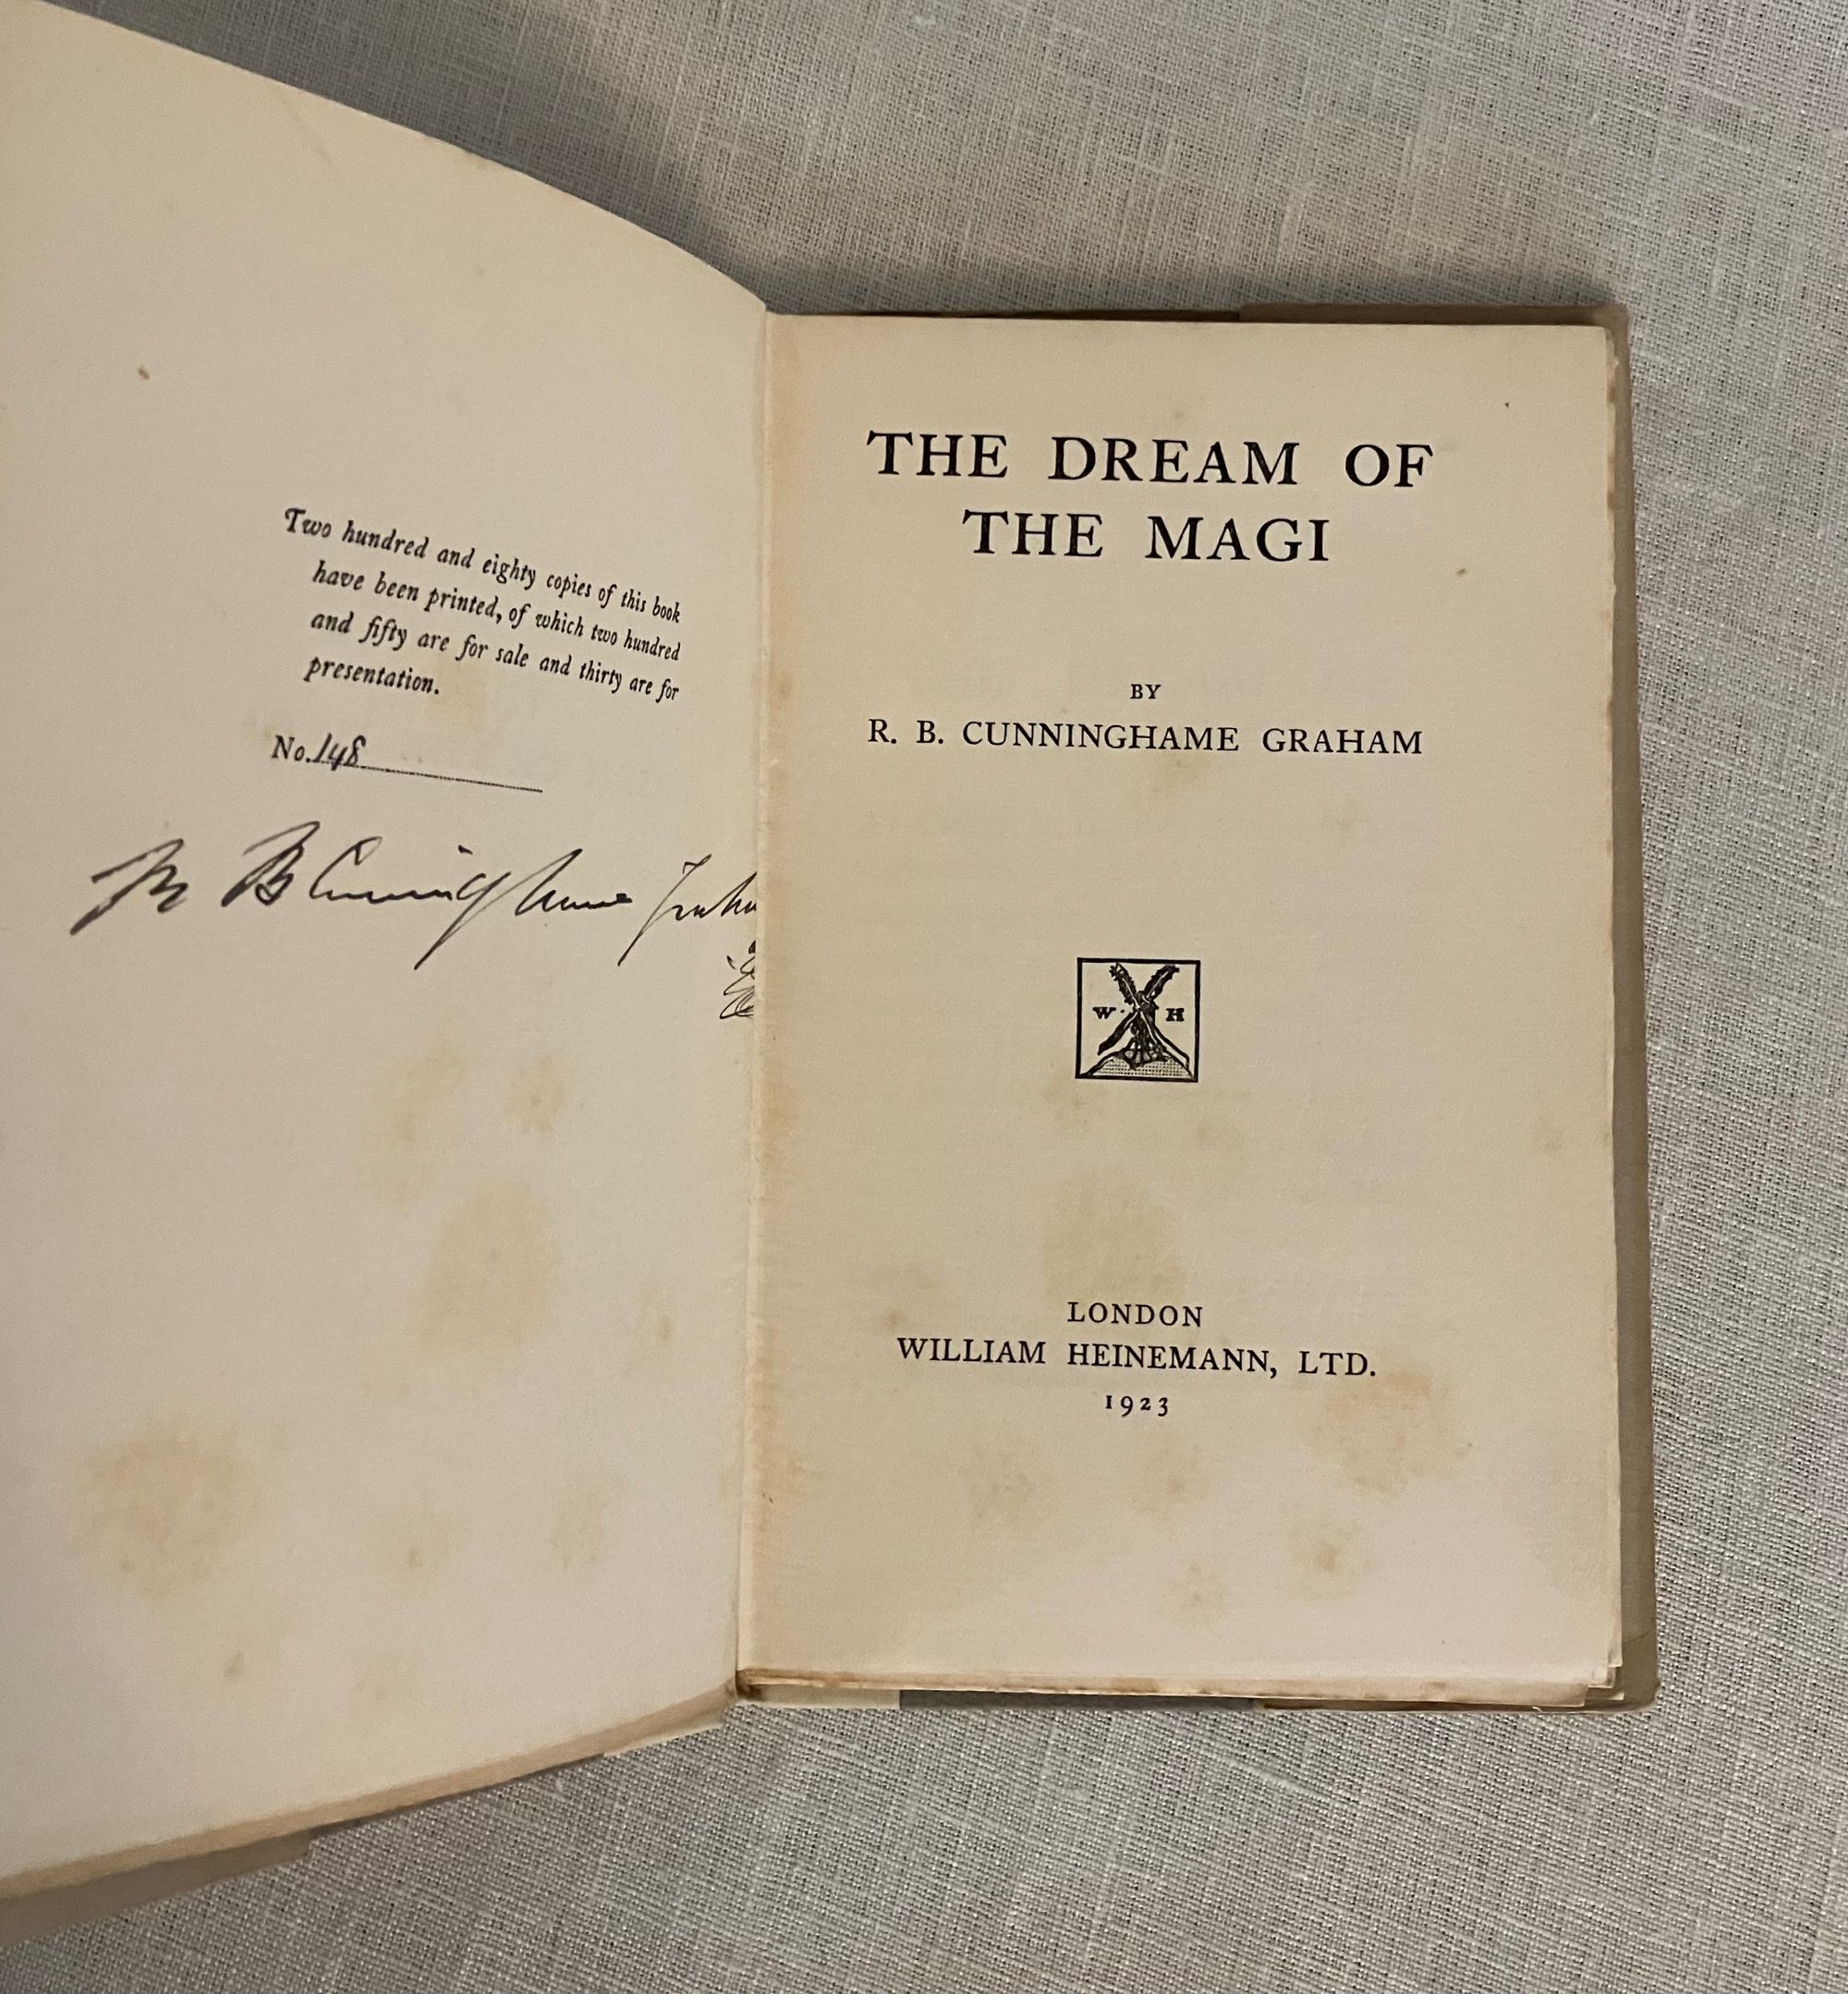 Two hundred and eighty copies of this book
have been printed, of which two hundred
and fifty are for sale and thirty are for
presentation.
No. 148
R B Cunninghame Graham
THE DREAM OF
THE MAGI
BY
R. B. CUNNINGHAME GRAHAM
W H
LONDON
WILLIAM HEINEMANN, LTD.
1923